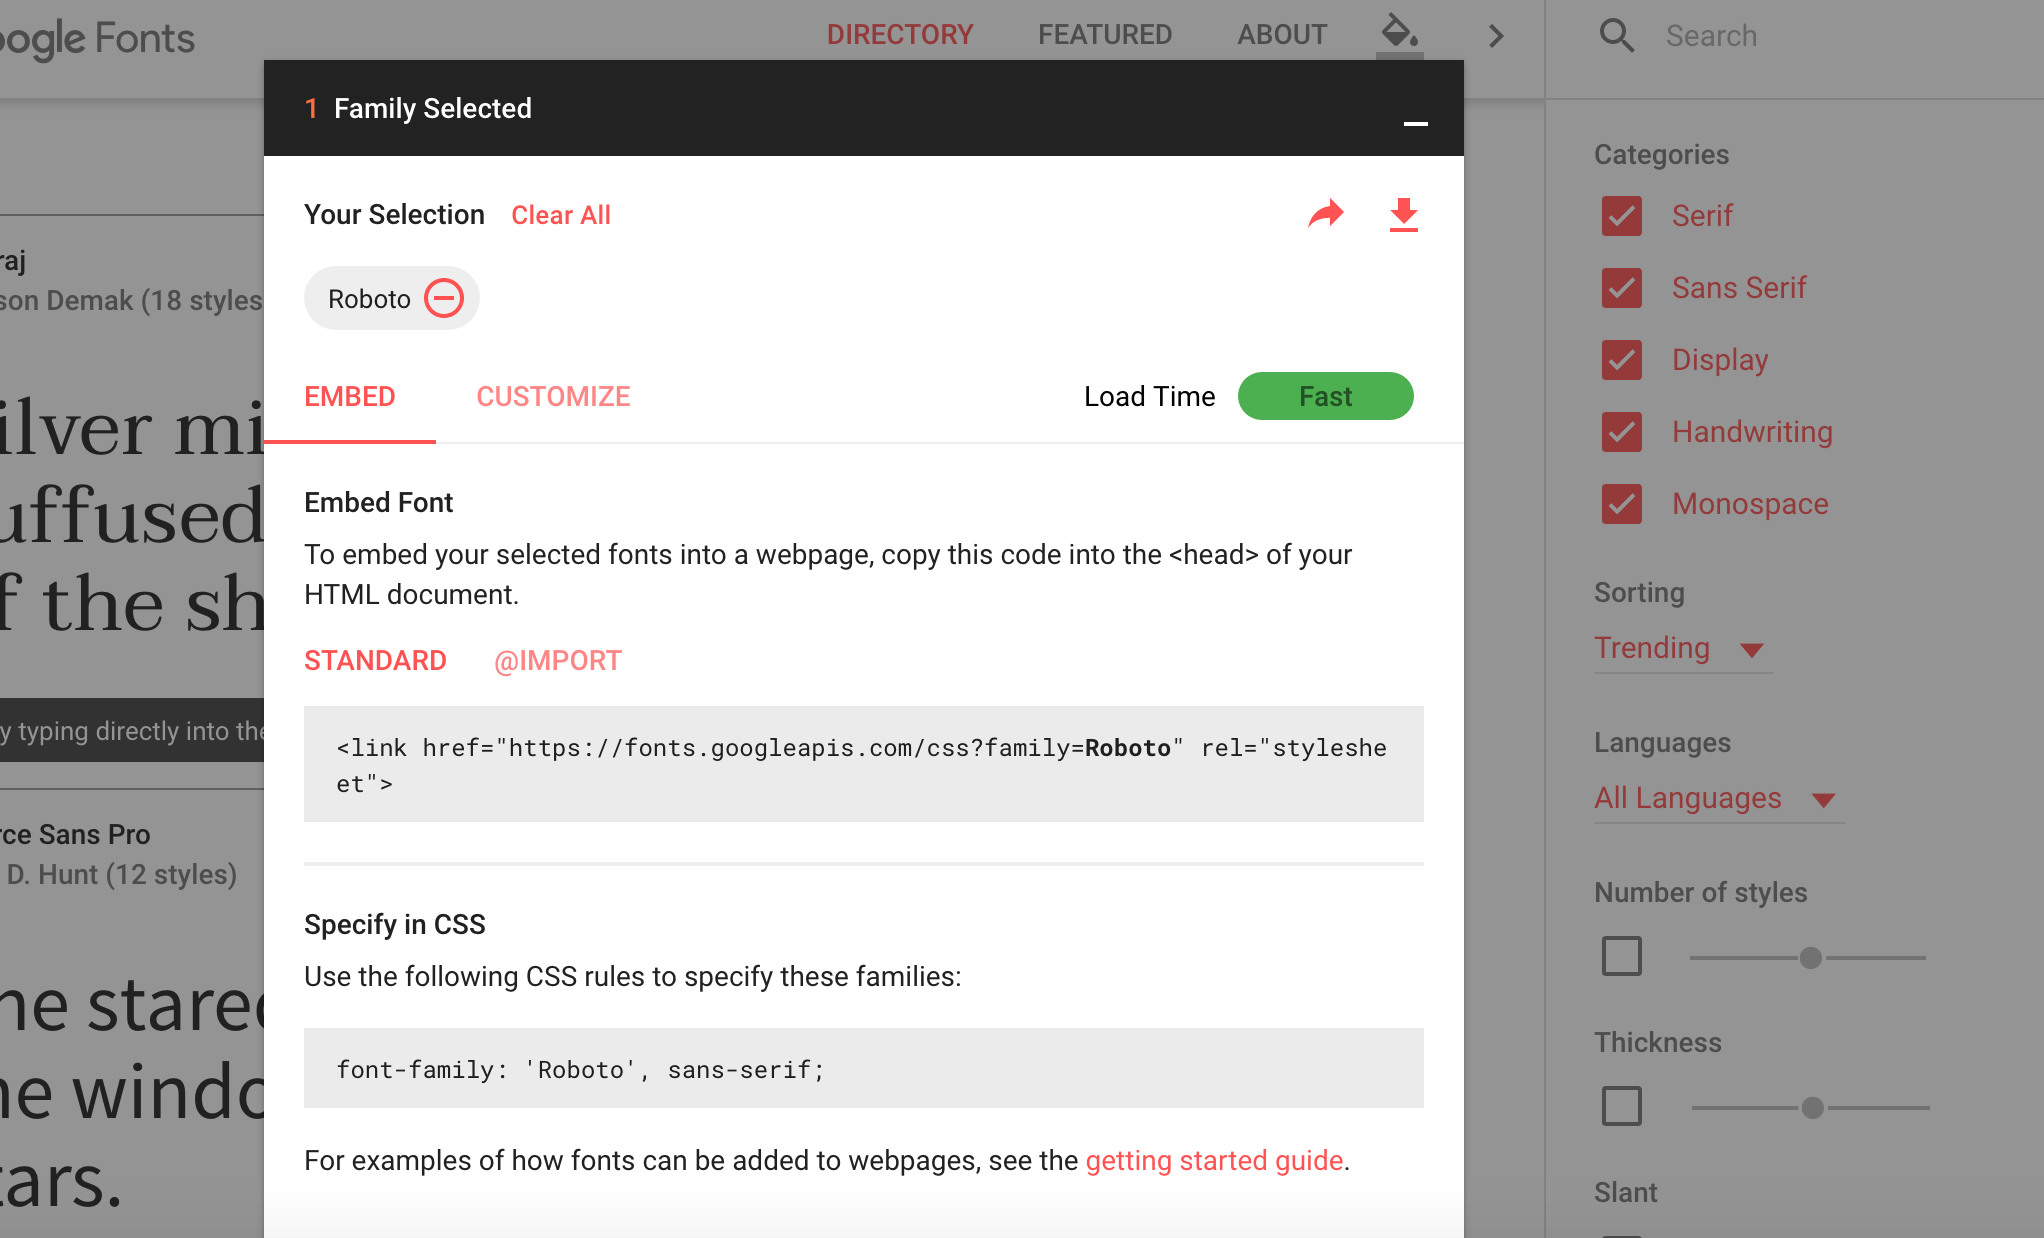 oogle Fonts
DIRECTORY FEATURED ABOUT
Search
1 Family Selected
Your Selection Clear All
Roboto
EMBED CUSTOMIZE Load Time Fast
Embed Font
To embed your selected fonts into a webpage, copy this code into the <head> of your
HTML document.
STANDARD @IMPORT
<link href="https://fonts.googleapis.com/css?family=Roboto" rel="styleshe
et">
Specify in CSS
Use the following CSS rules to specify these families:
font-family: 'Roboto', sans-serif;
For examples of how fonts can be added to webpages, see the getting started guide.
raj
son Demak (18 styles
ilver mi
uffused
f the sh
y typing directly into the
rce Sans Pro
D. Hunt (12 styles)
ne stared
ne windo
tars.
Categories
Serif
Sans Serif
Display
Handwriting
Monospace
Sorting
Trending
Languages
All Languages
Number of styles
Thickness
Slant